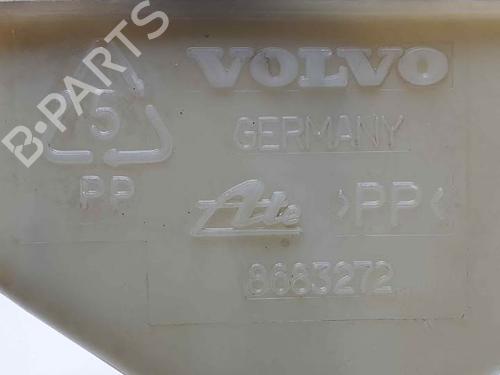 B-PARTS
VOLVO
5
GERMANY
PP
Ate
>PP<
8683272